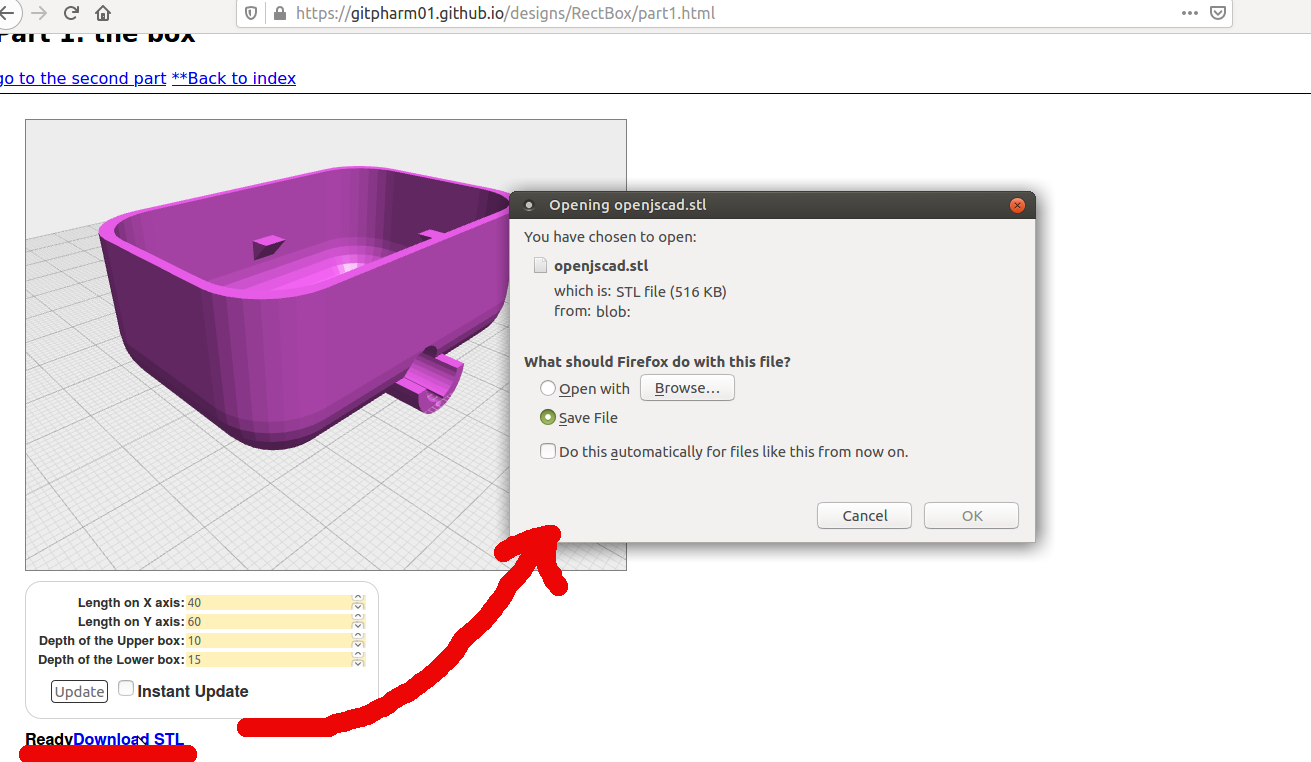 https://gitpharm01.github.io/designs/RectBox/part1.html
Part 1: the box
go to the second part **Back to index
Opening openjscad.stl
You have chosen to open:
openjscad.stl
which is: STL file (516 KB)
from: blob:
What should Firefox do with this file?
Open with Browse...
Save File
Do this automatically for files like this from now on.
Cancel OK
Length on X axis: 40
Length on Y axis: 60
Depth of the Upper box: 10
Depth of the Lower box: 15
Update Instant Update
ReadyDownload STL